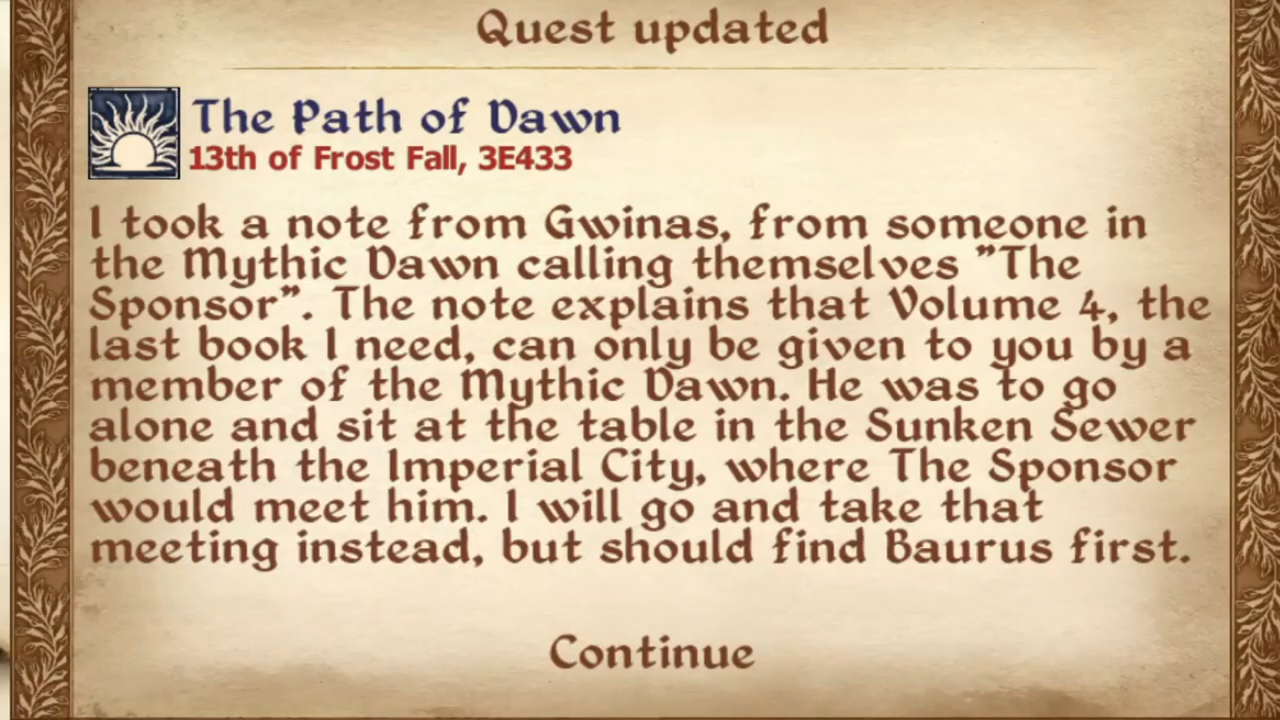 Quest updated
The Path of Dawn
13th of Frost Fall, 3E433
I took a note from Gwinas, from someone in
the Mythic Dawn calling themselves "The
Sponsor". The note explains that Volume 4, the
last book I need, can only be given to you by a
member of the Mythic Dawn. He was to go
alone and sit at the table in the Sunken Sewer
beneath the Imperial City, where The Sponsor
would meet him. I will go and take that
meeting instead, but should find Baurus first.
Continue